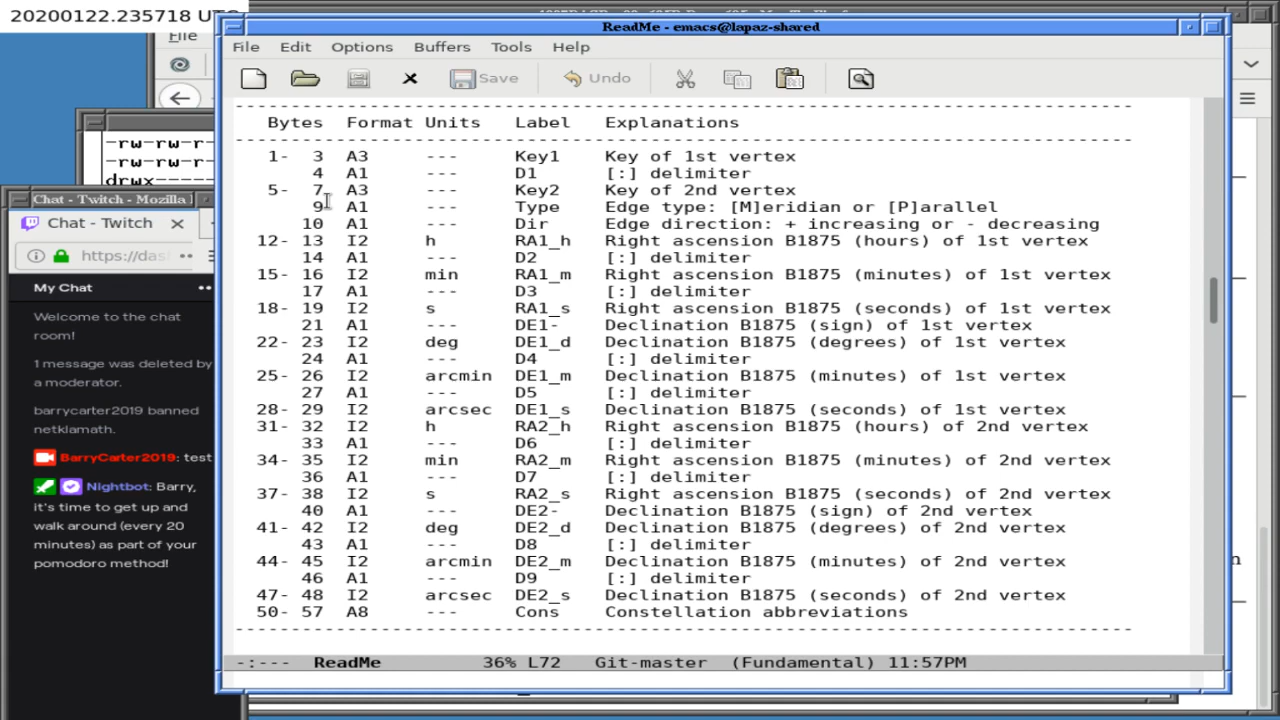 20200122.235718 UTC
File
-rw-rw-r-
-rw-rw-r-
drwx-----
Chat - Twitch - Mozilla
Chat - Twitch
https://das
My Chat
Welcome to the chat
room!
1 message was deleted by
a moderator.
barrycarter2019 banned
netklamath.
BarryCarter2019: test
Nightbot: Barry,
it's time to get up and
walk around (every 20
minutes) as part of your
pomodoro method!
ReadMe - emacs@lapaz-shared
File Edit Options Buffers Tools Help
Save Undo
--------------------------------------------------------------------------------
Bytes Format Units Label Explanations
--------------------------------------------------------------------------------
1- 3 A3 --- Key1 Key of 1st vertex
4 A1 --- D1 [:] delimiter
5- 7 A3 --- Key2 Key of 2nd vertex
9 A1 --- Type Edge type: [M]eridian or [P]arallel
10 A1 --- Dir Edge direction: + increasing or - decreasing
12- 13 I2 h RA1_h Right ascension B1875 (hours) of 1st vertex
14 A1 --- D2 [:] delimiter
15- 16 I2 min RA1_m Right ascension B1875 (minutes) of 1st vertex
17 A1 --- D3 [:] delimiter
18- 19 I2 s RA1_s Right ascension B1875 (seconds) of 1st vertex
21 A1 --- DE1- Declination B1875 (sign) of 1st vertex
22- 23 I2 deg DE1_d Declination B1875 (degrees) of 1st vertex
24 A1 --- D4 [:] delimiter
25- 26 I2 arcmin DE1_m Declination B1875 (minutes) of 1st vertex
27 A1 --- D5 [:] delimiter
28- 29 I2 arcsec DE1_s Declination B1875 (seconds) of 1st vertex
31- 32 I2 h RA2_h Right ascension B1875 (hours) of 2nd vertex
33 A1 --- D6 [:] delimiter
34- 35 I2 min RA2_m Right ascension B1875 (minutes) of 2nd vertex
36 A1 --- D7 [:] delimiter
37- 38 I2 s RA2_s Right ascension B1875 (seconds) of 2nd vertex
40 A1 --- DE2- Declination B1875 (sign) of 2nd vertex
41- 42 I2 deg DE2_d Declination B1875 (degrees) of 2nd vertex
43 A1 --- D8 [:] delimiter
44- 45 I2 arcmin DE2_m Declination B1875 (minutes) of 2nd vertex
46 A1 --- D9 [:] delimiter
47- 48 I2 arcsec DE2_s Declination B1875 (seconds) of 2nd vertex
50- 57 A8 --- Cons Constellation abbreviations
--------------------------------------------------------------------------------
-:--- ReadMe 36% L72 Git-master (Fundamental) 11:57PM